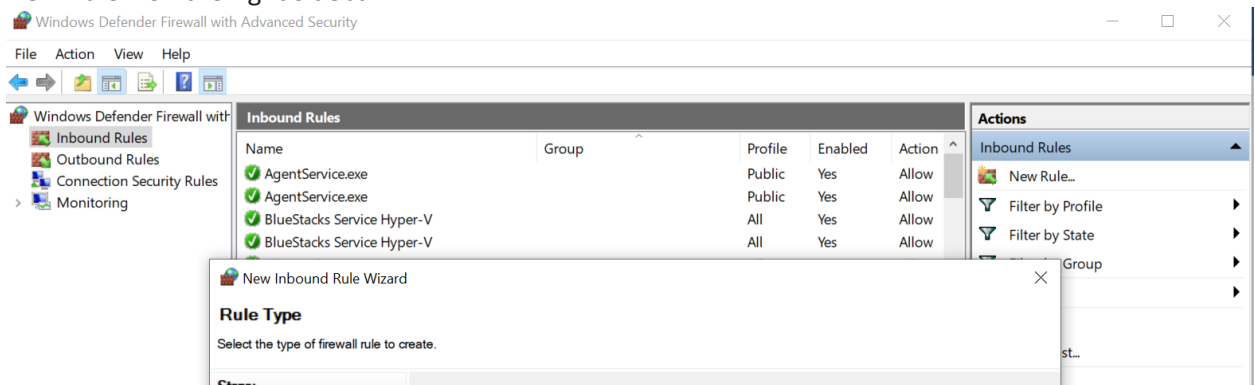 Windows Defender Firewall with Advanced Security
File Action View Help
Windows Defender Firewall with
Inbound Rules
Outbound Rules
Connection Security Rules
Monitoring
Inbound Rules
Name Group Profile Enabled Action
AgentService.exe Public Yes Allow
AgentService.exe Public Yes Allow
BlueStacks Service Hyper-V All Yes Allow
BlueStacks Service Hyper-V All Yes Allow
Actions
Inbound Rules
New Rule...
Filter by Profile
Filter by State
Group
st...
New Inbound Rule Wizard
Rule Type
Select the type of firewall rule to create.